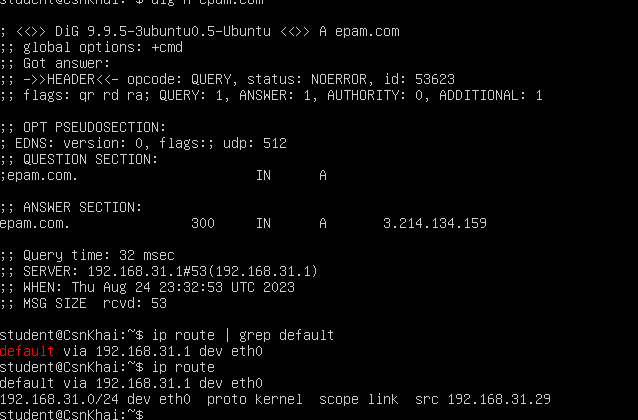 student@CsnKhai:~$ dig A epam.com
; <<>> DiG 9.9.5-3ubuntu0.5-Ubuntu <<>> A epam.com
;; global options: +cmd
;; Got answer:
;; ->>HEADER<<- opcode: QUERY, status: NOERROR, id: 53623
;; flags: qr rd ra; QUERY: 1, ANSWER: 1, AUTHORITY: 0, ADDITIONAL: 1
;; OPT PSEUDOSECTION:
; EDNS: version: 0, flags:; udp: 512
;; QUESTION SECTION:
;epam.com. IN A
;; ANSWER SECTION:
epam.com. 300 IN A 3.214.134.159
;; Query time: 32 msec
;; SERVER: 192.168.31.1#53(192.168.31.1)
;; WHEN: Thu Aug 24 23:32:53 UTC 2023
;; MSG SIZE rcvd: 53
student@CsnKhai:~$ ip route | grep default
default via 192.168.31.1 dev eth0
student@CsnKhai:~$ ip route
default via 192.168.31.1 dev eth0
192.168.31.0/24 dev eth0 proto kernel scope link src 192.168.31.29
student@CsnKhai:~$